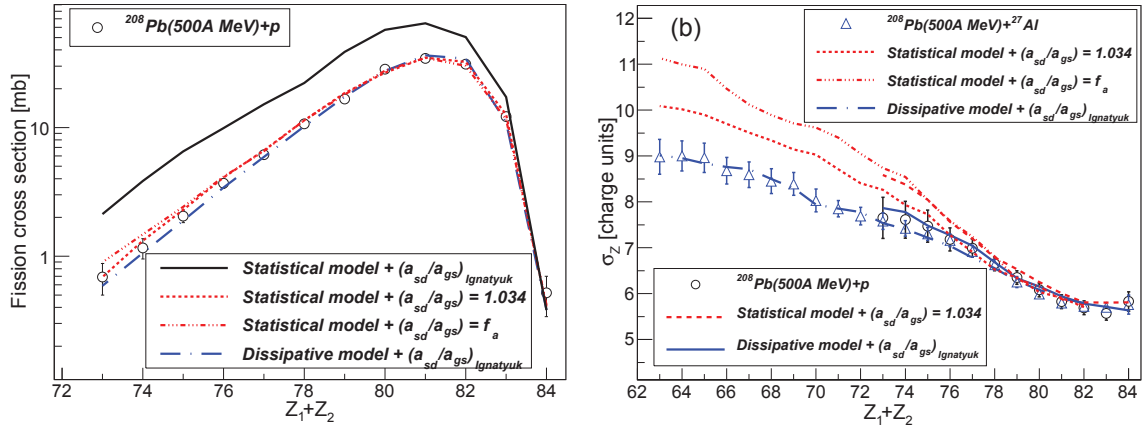 ²⁰⁸Pb(500A MeV)+p
Fission cross section [mb]
10
1
Statistical model + (a_sd/a_gs)_Ignatyuk
Statistical model + (a_sd/a_gs) = 1.034
Statistical model + (a_sd/a_gs) = f_a
Dissipative model + (a_sd/a_gs)_Ignatyuk
72 74 76 78 80 82 84
Z₁+Z₂
(b)
²⁰⁸Pb(500A MeV)+²⁷Al
Statistical model + (a_sd/a_gs) = 1.034
Statistical model + (a_sd/a_gs) = f_a
Dissipative model + (a_sd/a_gs)_Ignatyuk
σ_Z [charge units]
12
11
10
9
8
7
6
5
²⁰⁸Pb(500A MeV)+p
Statistical model + (a_sd/a_gs) = 1.034
Dissipative model + (a_sd/a_gs)_Ignatyuk
62 64 66 68 70 72 74 76 78 80 82 84
Z₁+Z₂